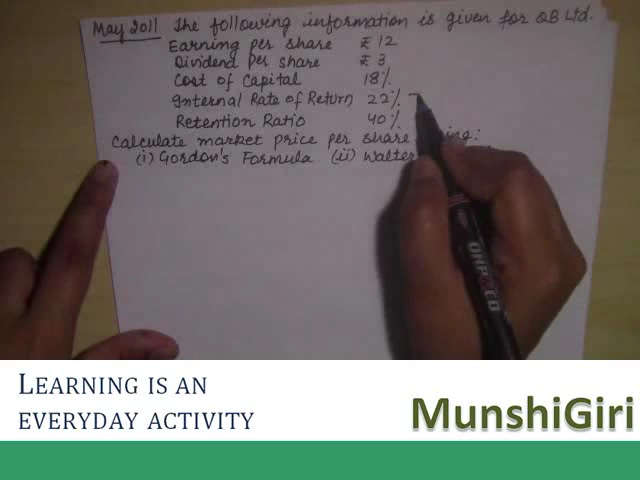 May 2011 The following information is given for QB Ltd.
Earning per share ₹ 12
Dividend per share ₹ 3
Cost of Capital 18%
Internal Rate of Return 22%
Retention Ratio 40%
Calculate market price per share
(i) Gordon's Formula (ii) Walter
OHP & CD
LEARNING IS AN
EVERYDAY ACTIVITY
MunshiGiri